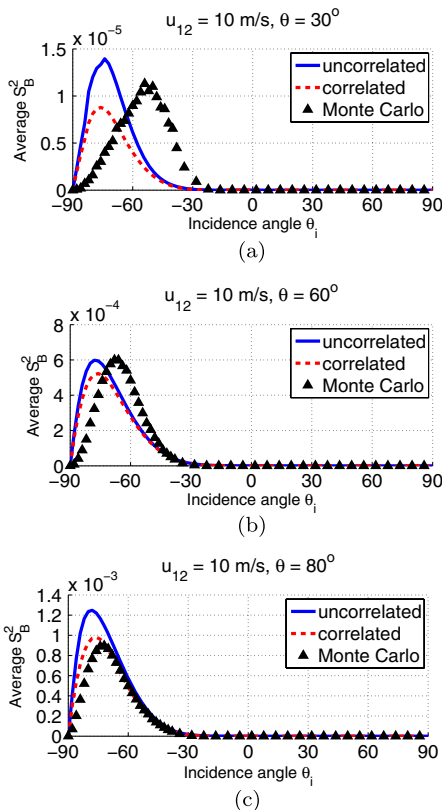 u12 = 10 m/s, θ = 30°
x 10^-5
1.5
1
0.5
0
Average S_B^2
uncorrelated
correlated
Monte Carlo
-90 -60 -30 0 30 60 90
Incidence angle θi
(a)
u12 = 10 m/s, θ = 60°
x 10^-4
8
6
4
2
0
Average S_B^2
uncorrelated
correlated
Monte Carlo
-90 -60 -30 0 30 60 90
Incidence angle θi
(b)
u12 = 10 m/s, θ = 80°
x 10^-3
1.4
1.2
1
0.8
0.6
0.4
0.2
0
Average S_B^2
uncorrelated
correlated
Monte Carlo
-90 -60 -30 0 30 60 90
Incidence angle θi
(c)